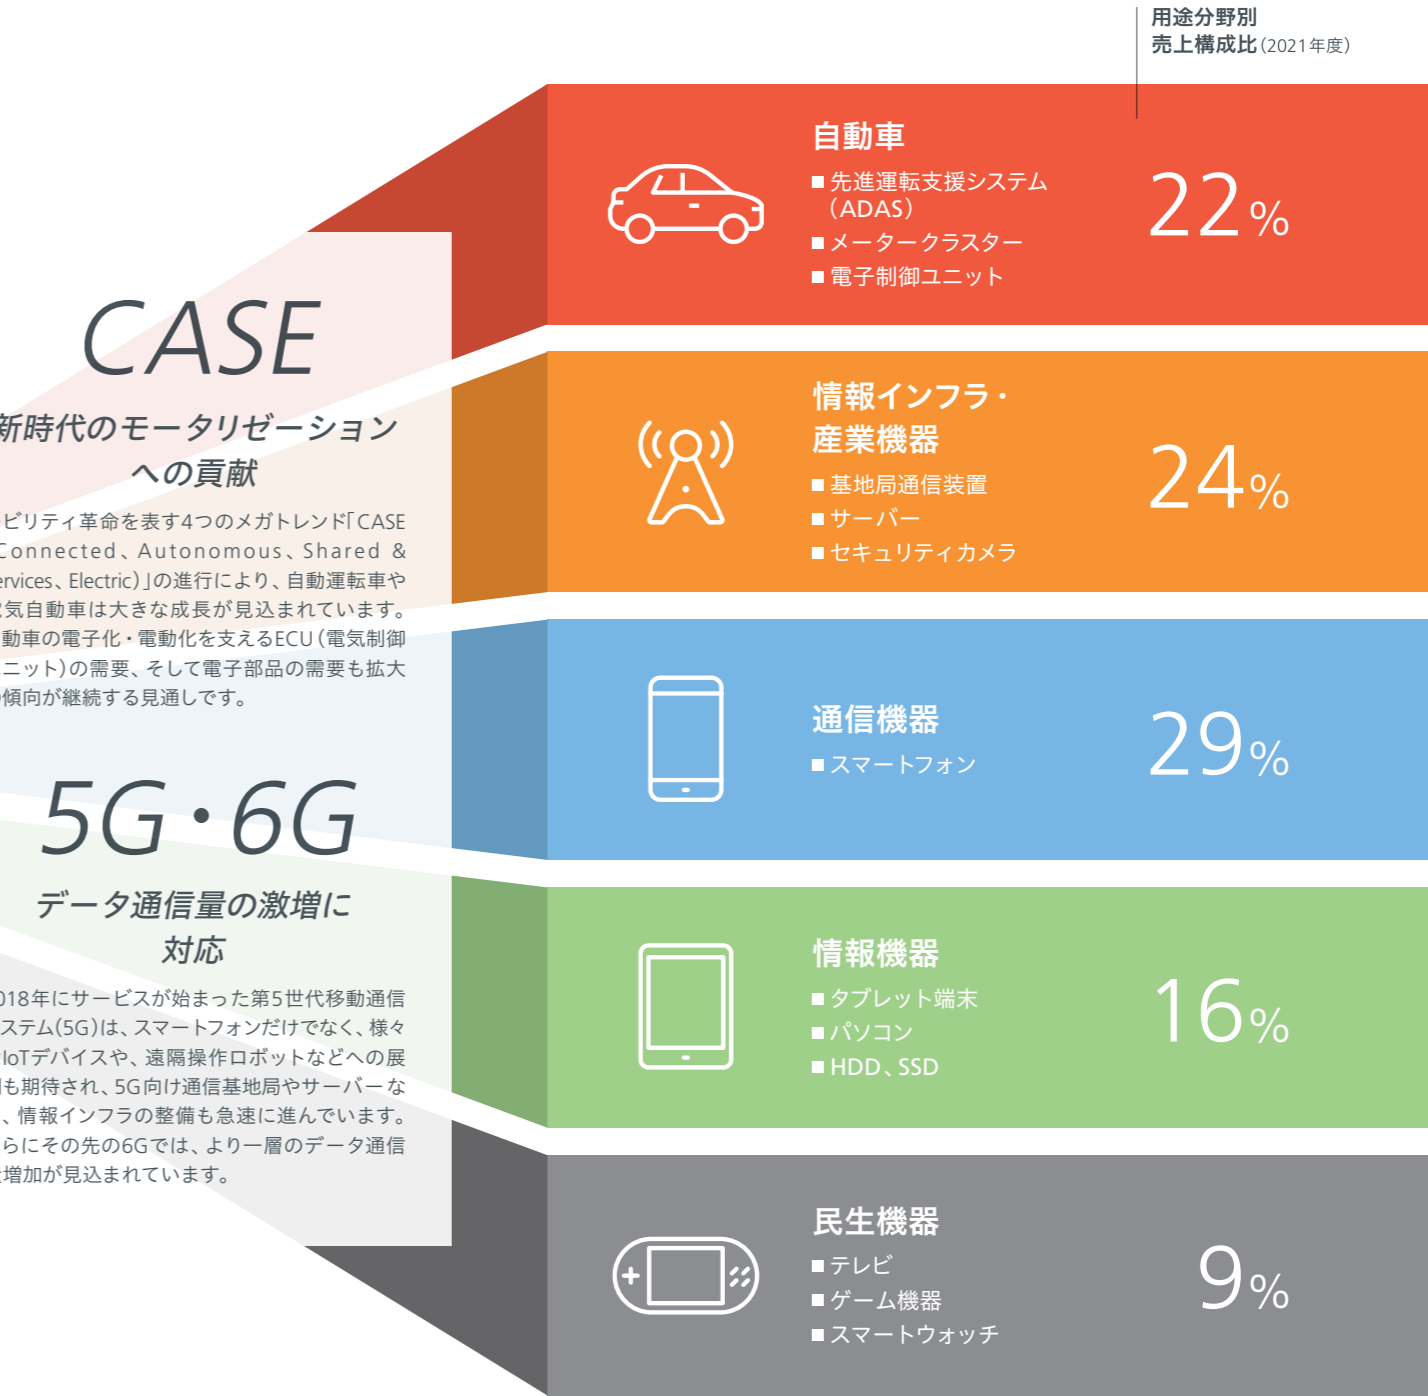 用途分野別
売上構成比（2021年度）
CASE
新時代のモータリゼーション
への貢献
ビリティ革命を表す4つのメガトレンド「CASE
Connected、Autonomous、Shared &
ervices、Electric）」の進行により、自動運転車や
気自動車は大きな成長が見込まれています。
動車の電子化・電動化を支えるECU（電気制御
ニット）の需要、そして電子部品の需要も拡大
傾向が継続する見通しです。
5G・6G
データ通信量の激増に
対応
018年にサービスが始まった第5世代移動通信
ステム(5G)は、スマートフォンだけでなく、様々
IoTデバイスや、遠隔操作ロボットなどへの展
も期待され、5G向け通信基地局やサーバーな
、情報インフラの整備も急速に進んでいます。
らにその先の6Gでは、より一層のデータ通信
増加が見込まれています。
自動車
■ 先進運転支援システム
（ADAS）
■ メータークラスター
■ 電子制御ユニット
22%
情報インフラ・
産業機器
■ 基地局通信装置
■ サーバー
■ セキュリティカメラ
24%
通信機器
■ スマートフォン
29%
情報機器
■ タブレット端末
■ パソコン
■ HDD、SSD
16%
民生機器
■ テレビ
■ ゲーム機器
■ スマートウォッチ
9%